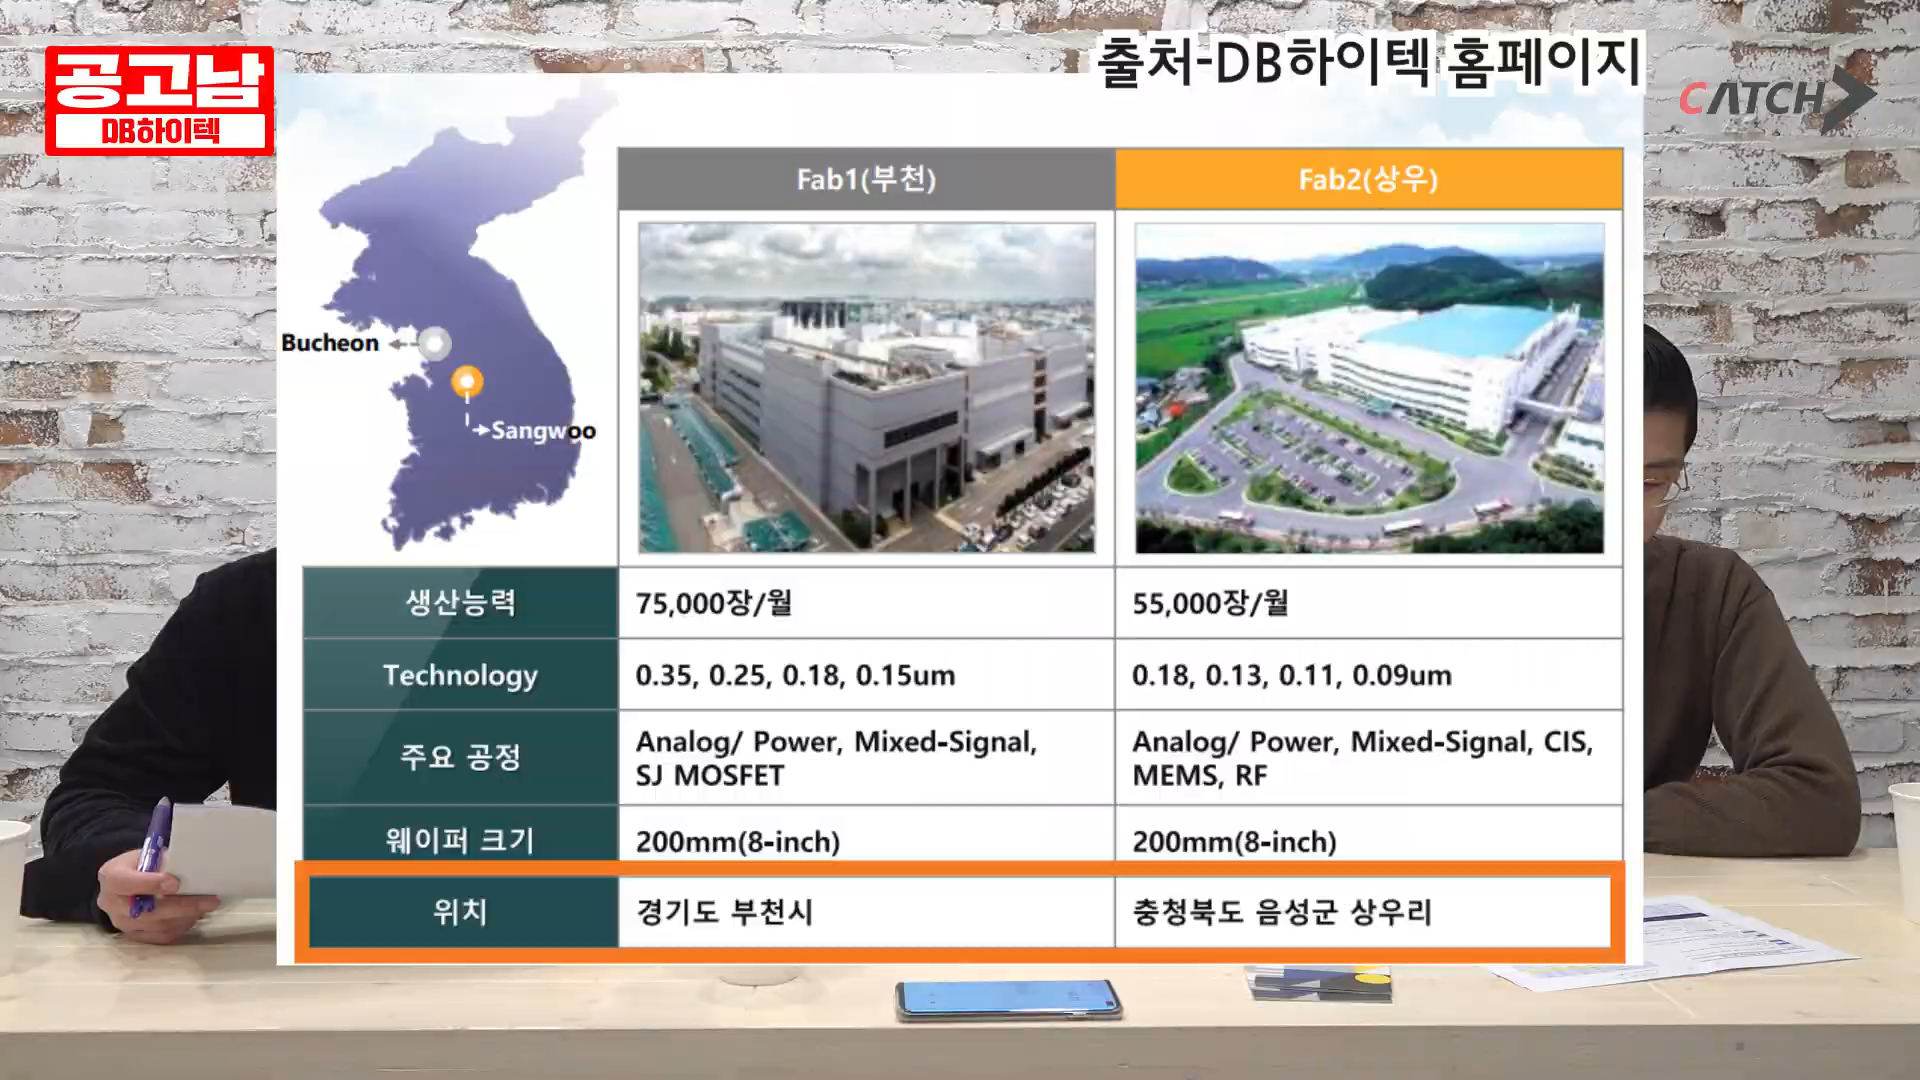 공고남
DB하이텍
출처-DB하이텍 홈페이지
CATCH
Fab1(부천)
Fab2(상우)
Bucheon
Sangwoo
생산능력
75,000장/월
55,000장/월
Technology
0.35, 0.25, 0.18, 0.15um
0.18, 0.13, 0.11, 0.09um
주요 공정
Analog/ Power, Mixed-Signal,
SJ MOSFET
Analog/ Power, Mixed-Signal, CIS,
MEMS, RF
웨이퍼 크기
200mm(8-inch)
200mm(8-inch)
위치
경기도 부천시
충청북도 음성군 상우리